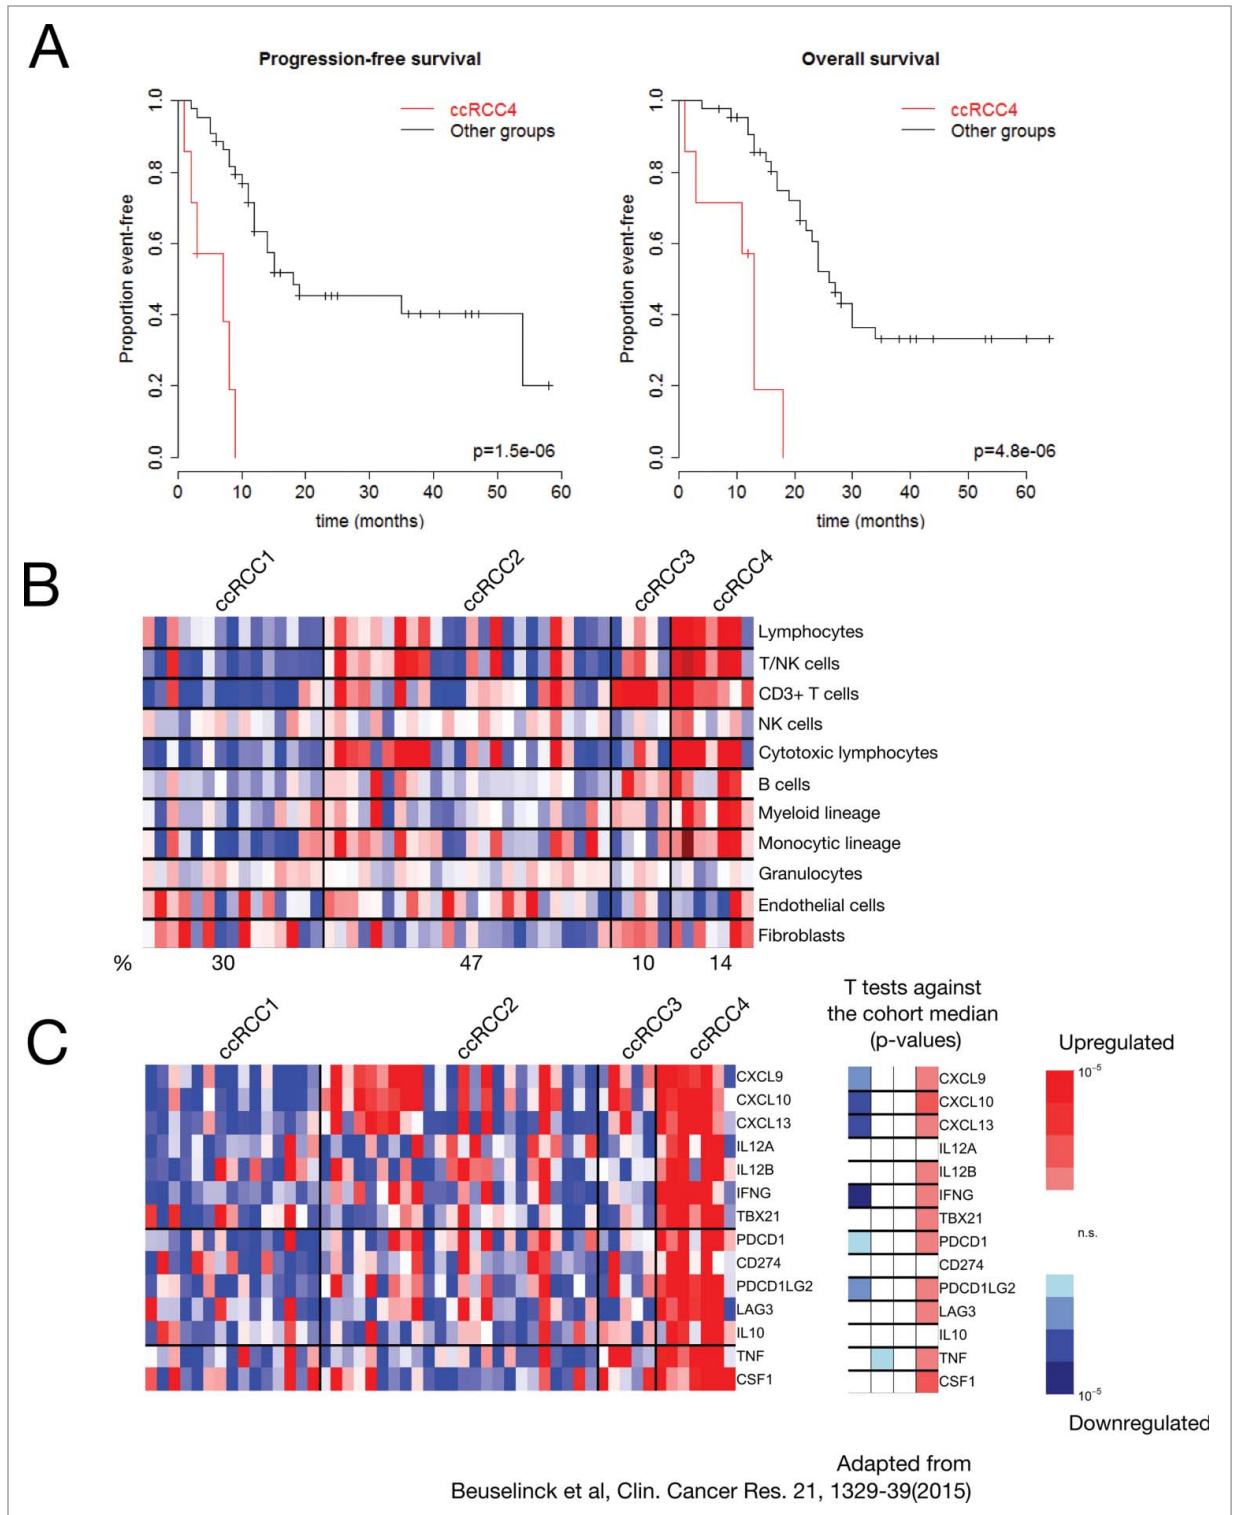 A
Progression-free survival
ccRCC4
Other groups
Proportion event-free
1.0
0.8
0.6
0.4
0.2
0.0
p=1.5e-06
0 10 20 30 40 50 60
time (months)
Overall survival
ccRCC4
Other groups
Proportion event-free
1.0
0.8
0.6
0.4
0.2
0.0
p=4.8e-06
0 10 20 30 40 50 60
time (months)
B
ccRCC1 ccRCC2 ccRCC3 ccRCC4
Lymphocytes
T/NK cells
CD3+ T cells
NK cells
Cytotoxic lymphocytes
B cells
Myeloid lineage
Monocytic lineage
Granulocytes
Endothelial cells
Fibroblasts
% 30 47 10 14
C
ccRCC1 ccRCC2 ccRCC3 ccRCC4
CXCL9
CXCL10
CXCL13
IL12A
IL12B
IFNG
TBX21
PDCD1
CD274
PDCD1LG2
LAG3
IL10
TNF
CSF1
T tests against
the cohort median
(p-values)
CXCL9
CXCL10
CXCL13
IL12A
IL12B
IFNG
TBX21
PDCD1
CD274
PDCD1LG2
LAG3
IL10
TNF
CSF1
Upregulated
10⁻⁵
n.s.
10⁻⁵
Downregulated
Adapted from
Beuselinck et al, Clin. Cancer Res. 21, 1329-39(2015)